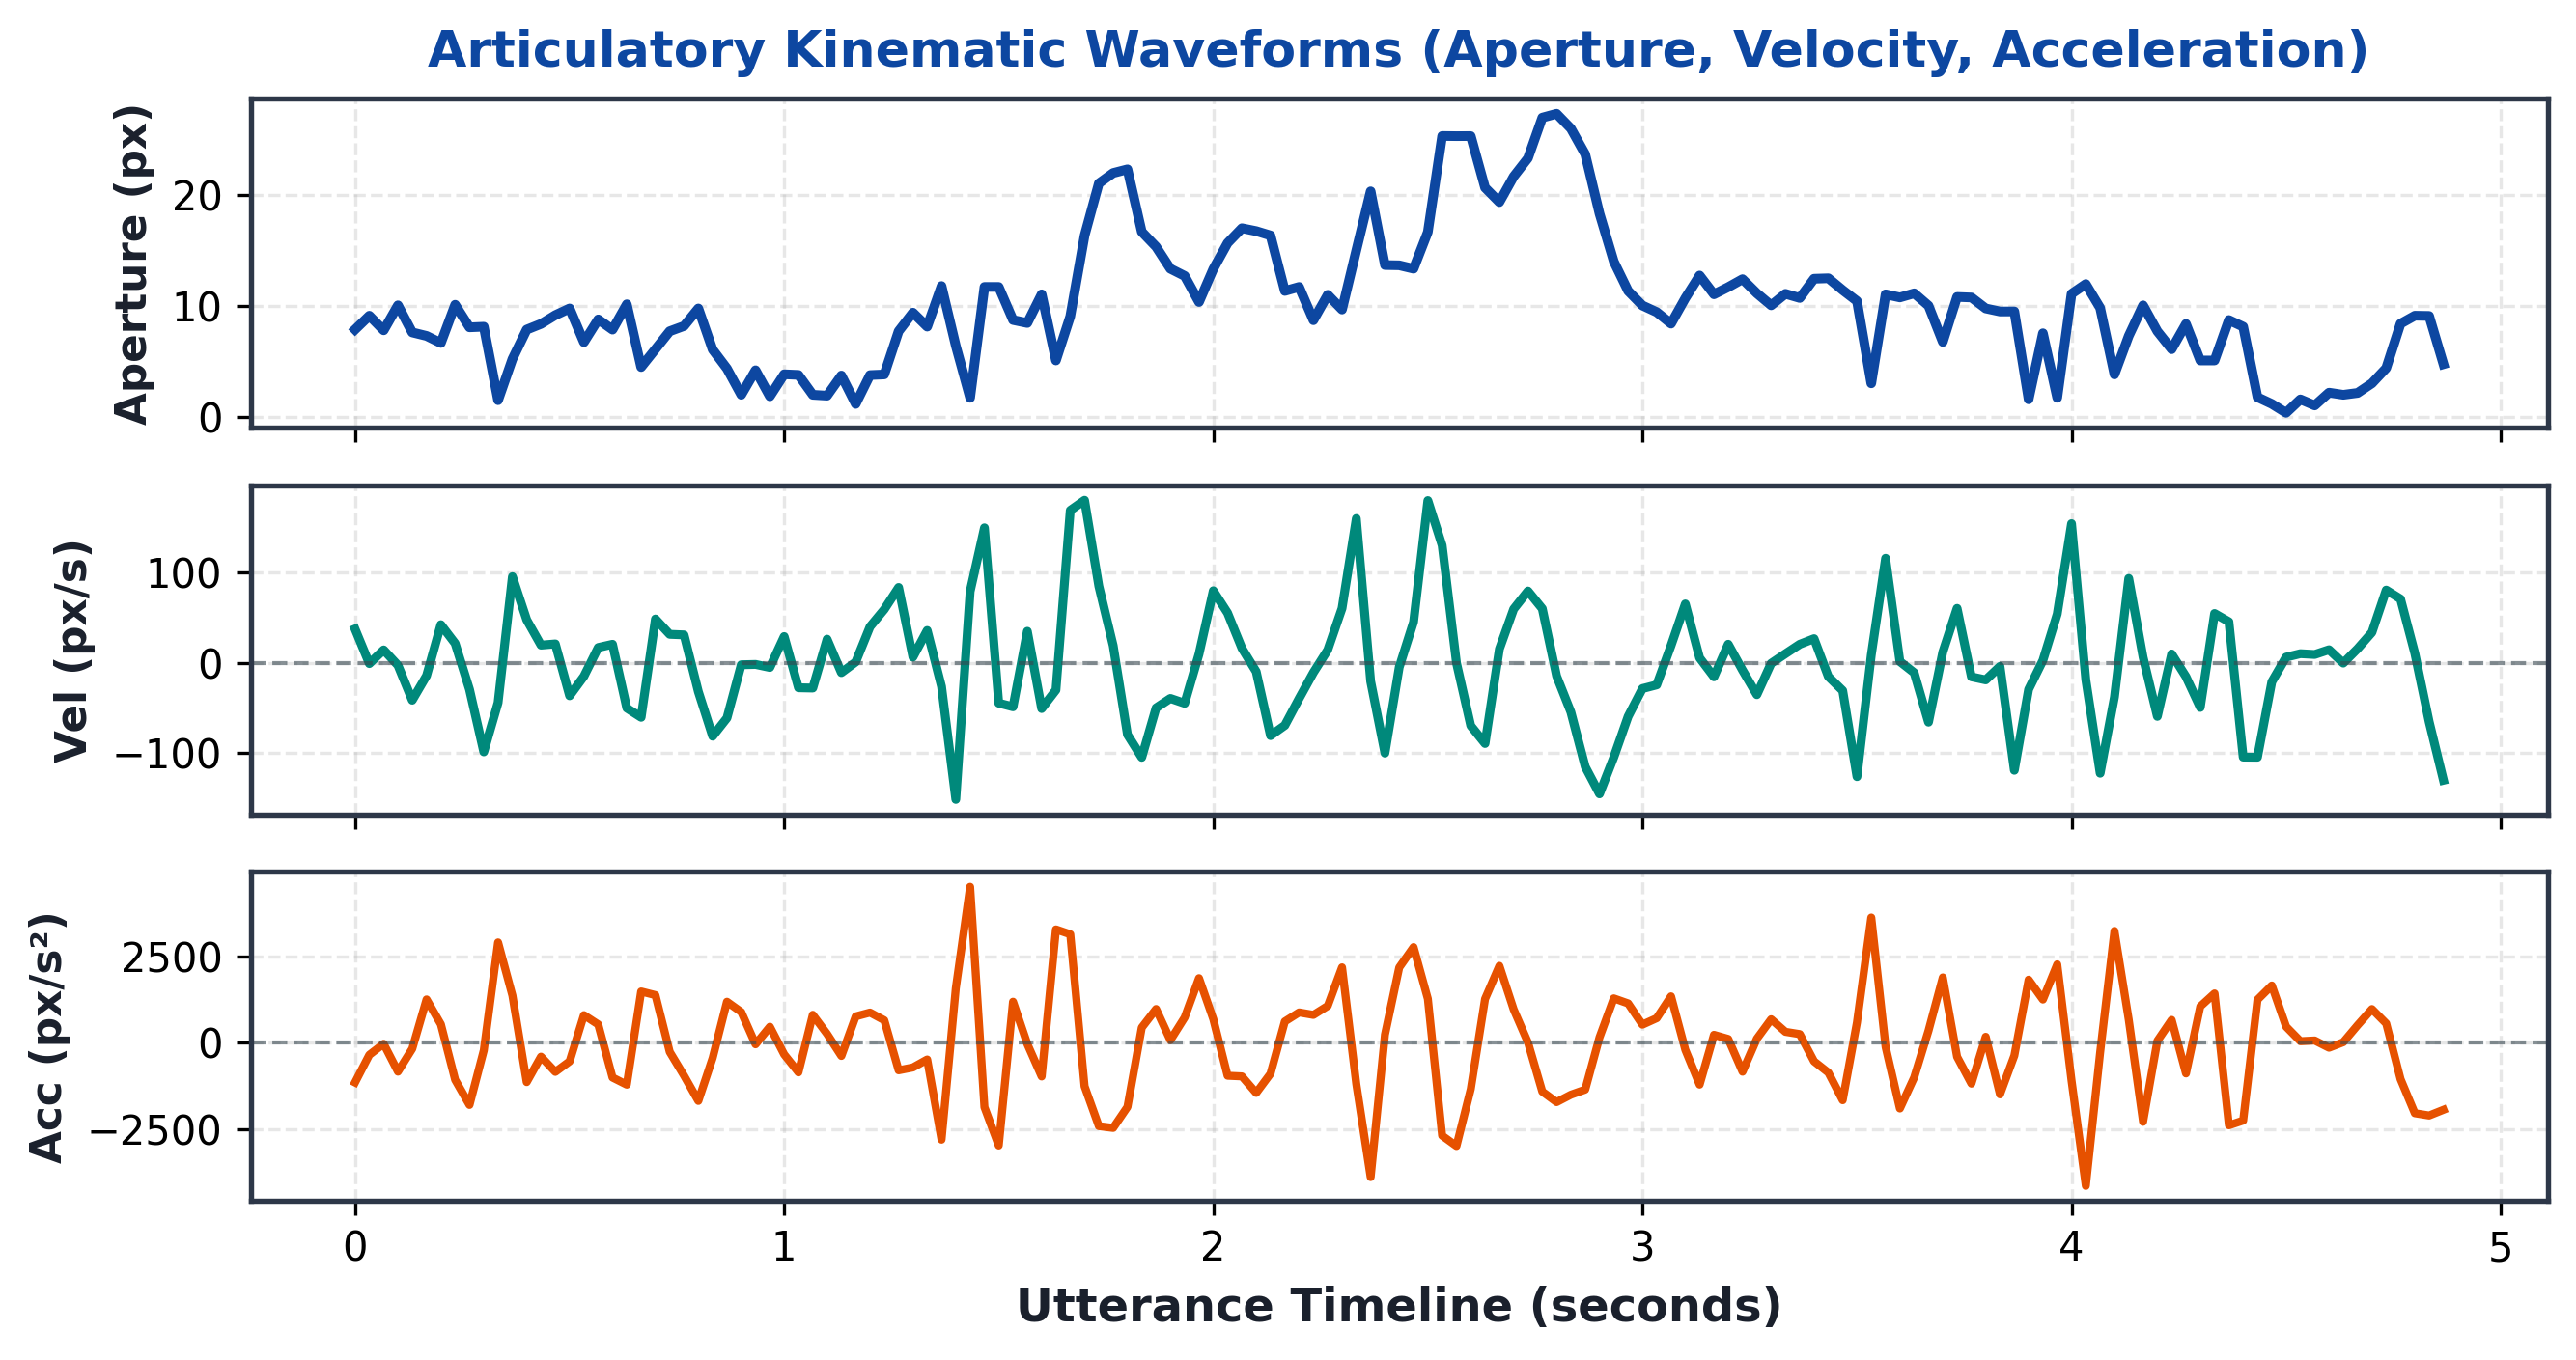 Articulatory Kinematic Waveforms (Aperture, Velocity, Acceleration)
Aperture (px)
20
10
0
Vel (px/s)
100
0
−100
Acc (px/s²)
2500
0
−2500
0 1 2 3 4 5
Utterance Timeline (seconds)